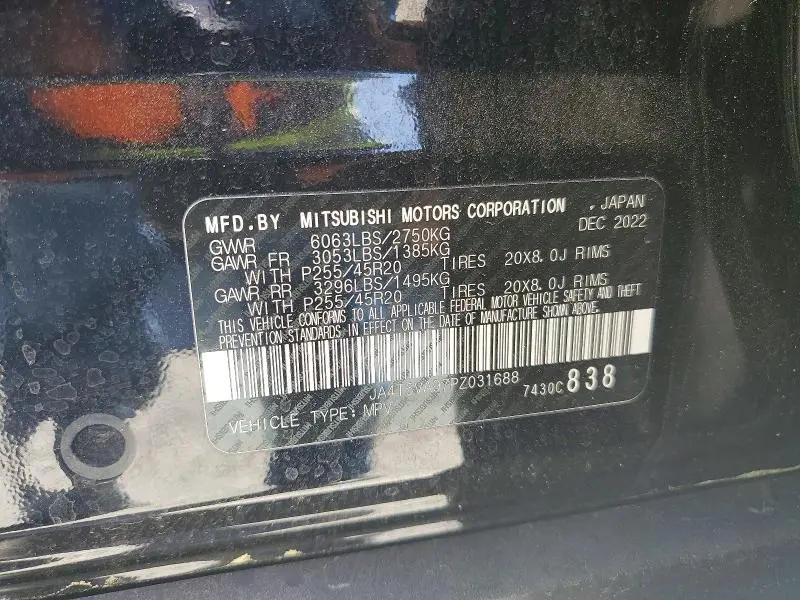 MFD.BY MITSUBISHI MOTORS CORPORATION . JAPAN
GVWR 6063LBS/2750KG DEC 2022
GAWR FR 3053LBS/1385KG
WITH P255/45R20 TIRES 20X8.0J RIMS
GAWR RR 3296LBS/1495KG
WITH P255/45R20 TIRES 20X8.0J RIMS
THIS VEHICLE CONFORMS TO ALL APPLICABLE FEDERAL MOTOR VEHICLE SAFETY AND THEFT
PREVENTION STANDARDS IN EFFECT ON THE DATE OF MANUFACTURE SHOWN ABOVE.
7430C 838
VEHICLE TYPE: MPV